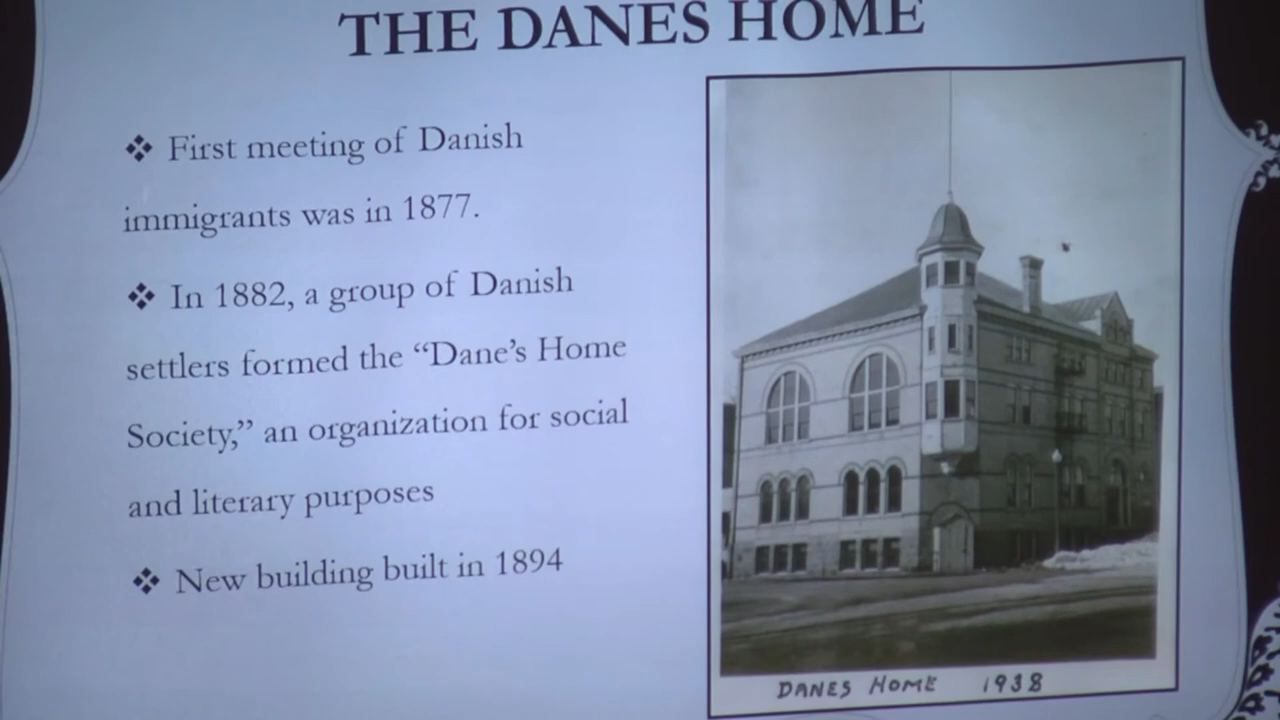 THE DANES HOME
❖ First meeting of Danish
immigrants was in 1877.
❖ In 1882, a group of Danish
settlers formed the “Dane’s Home
Society,” an organization for social
and literary purposes
❖ New building built in 1894
DANES HOME 1938